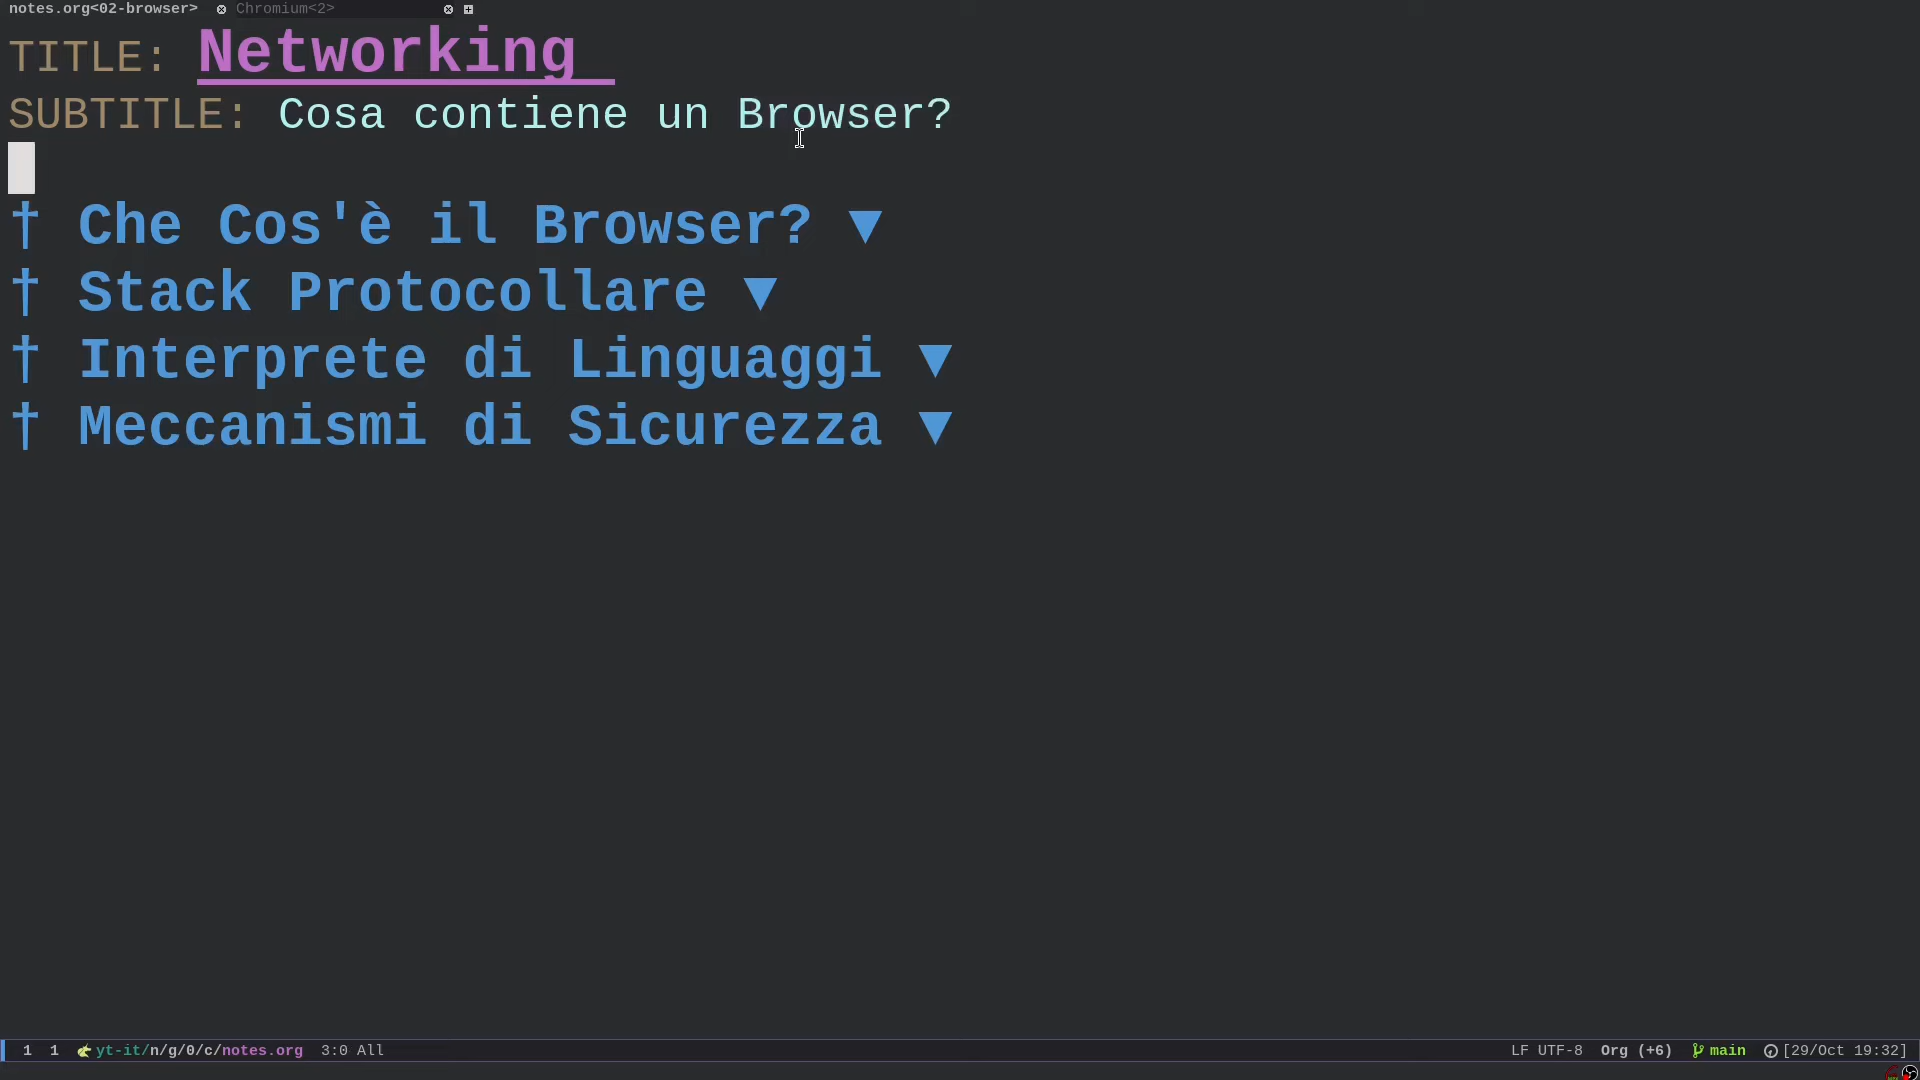 notes.org<02-browser> Chromium<2>
TITLE: Networking
SUBTITLE: Cosa contiene un Browser?
† Che Cos'è il Browser? ▼
† Stack Protocollare ▼
† Interprete di Linguaggi ▼
† Meccanismi di Sicurezza ▼
1 1 yt-it/n/g/0/c/notes.org 3:0 All LF UTF-8 Org (+6) main [29/Oct 19:32]